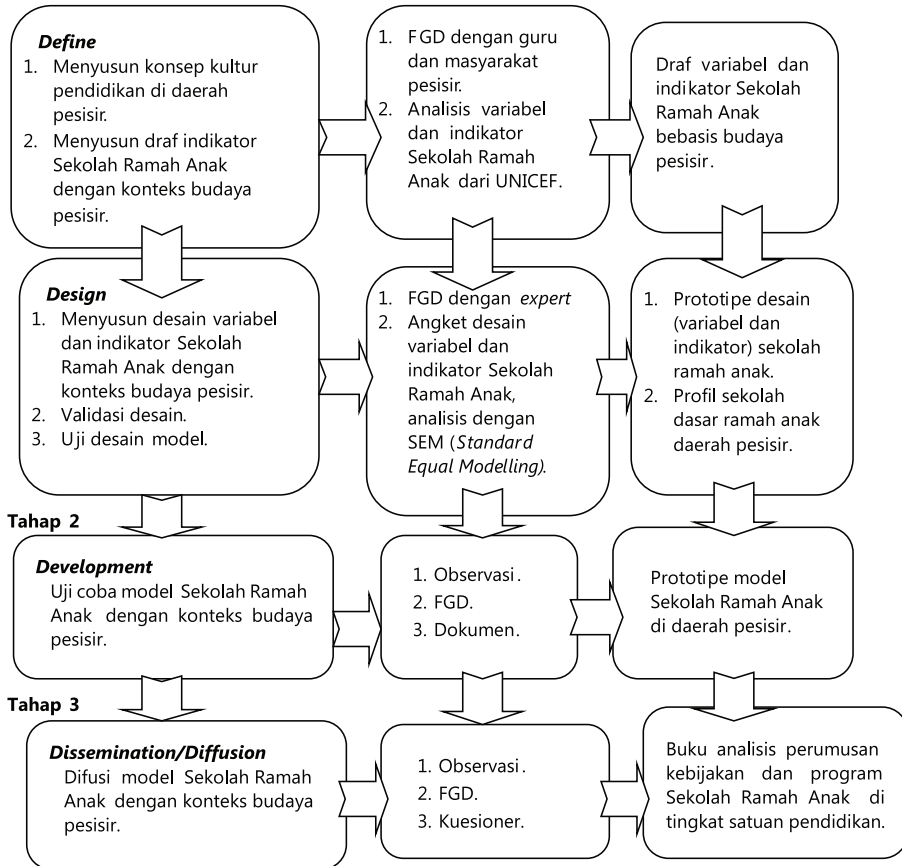 Define
1. Menyusun konsep kultur
pendidikan di daerah
pesisir.
2. Menyusun draf indikator
Sekolah Ramah Anak
dengan konteks budaya
pesisir.
1. FGD dengan guru
dan masyarakat
pesisir.
2. Analisis variabel
dan indikator
Sekolah Ramah
Anak dari UNICEF.
Draf variabel dan
indikator Sekolah
Ramah Anak
bebasis budaya
pesisir.
Design
1. Menyusun desain variabel
dan indikator Sekolah
Ramah Anak dengan
konteks budaya pesisir.
2. Validasi desain.
3. Uji desain model.
1. FGD dengan expert
2. Angket desain
variabel dan
indikator Sekolah
Ramah Anak,
analisis dengan
SEM (Standard
Equal Modelling).
1. Prototipe desain
(variabel dan
indikator) sekolah
ramah anak.
2. Profil sekolah
dasar ramah anak
daerah pesisir.
Tahap 2
Development
Uji coba model Sekolah Ramah
Anak dengan konteks budaya
pesisir.
1. Observasi.
2. FGD.
3. Dokumen.
Prototipe model
Sekolah Ramah Anak
di daerah pesisir.
Tahap 3
Dissemination/Diffusion
Difusi model Sekolah Ramah
Anak dengan konteks budaya
pesisir.
1. Observasi.
2. FGD.
3. Kuesioner.
Buku analisis perumusan
kebijakan dan program
Sekolah Ramah Anak di
tingkat satuan pendidikan.